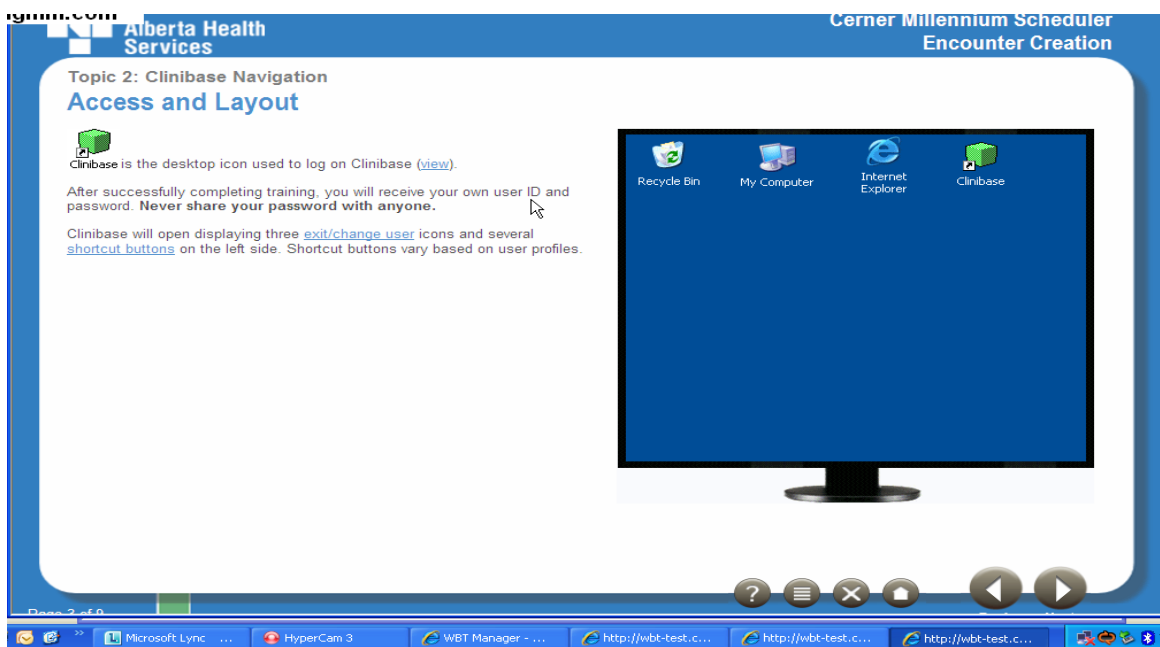 Alberta Health
Services
Cerner Millennium Scheduler
Encounter Creation
Topic 2: Clinibase Navigation
Access and Layout
Clinibase is the desktop icon used to log on Clinibase (view).
After successfully completing training, you will receive your own user ID and
password. Never share your password with anyone.
Clinibase will open displaying three exit/change user icons and several
shortcut buttons on the left side. Shortcut buttons vary based on user profiles.
Recycle Bin
My Computer
Internet
Explorer
Clinibase
?
Microsoft Lync ...
HyperCam 3
WBT Manager - ...
http://wbt-test.c...
http://wbt-test.c...
http://wbt-test.c...